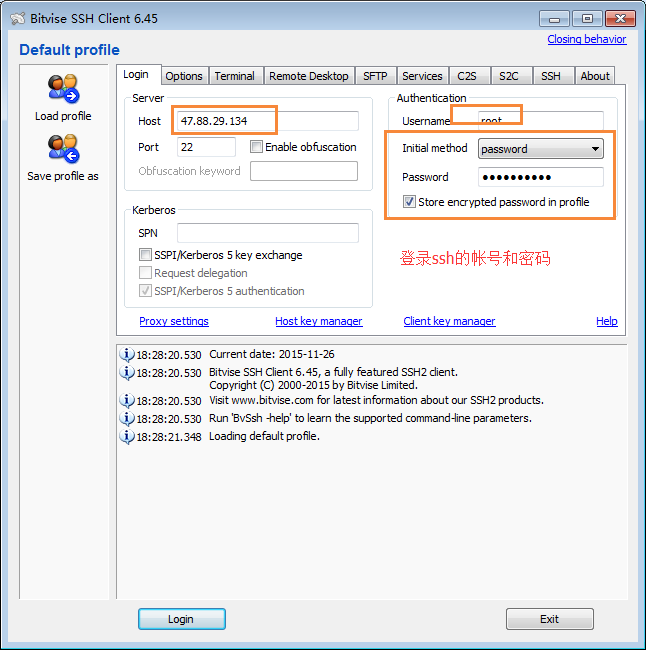 Bitvise SSH Client 6.45
Default profile
Closing behavior
Load profile
Save profile as
Login Options Terminal Remote Desktop SFTP Services C2S S2C SSH About
Server
Host 47.88.29.134
Port 22 Enable obfuscation
Obfuscation keyword
Kerberos
SPN
SSPI/Kerberos 5 key exchange
Request delegation
SSPI/Kerberos 5 authentication
Authentication
Username root
Initial method password
Password ●●●●●●●●●●
Store encrypted password in profile
登录ssh的帐号和密码
Proxy settings Host key manager Client key manager Help
18:28:20.530 Current date: 2015-11-26
18:28:20.530 Bitvise SSH Client 6.45, a fully featured SSH2 client.
Copyright (C) 2000-2015 by Bitvise Limited.
18:28:20.530 Visit www.bitvise.com for latest information about our SSH2 products.
18:28:20.530 Run 'BvSsh -help' to learn the supported command-line parameters.
18:28:21.348 Loading default profile.
Login Exit